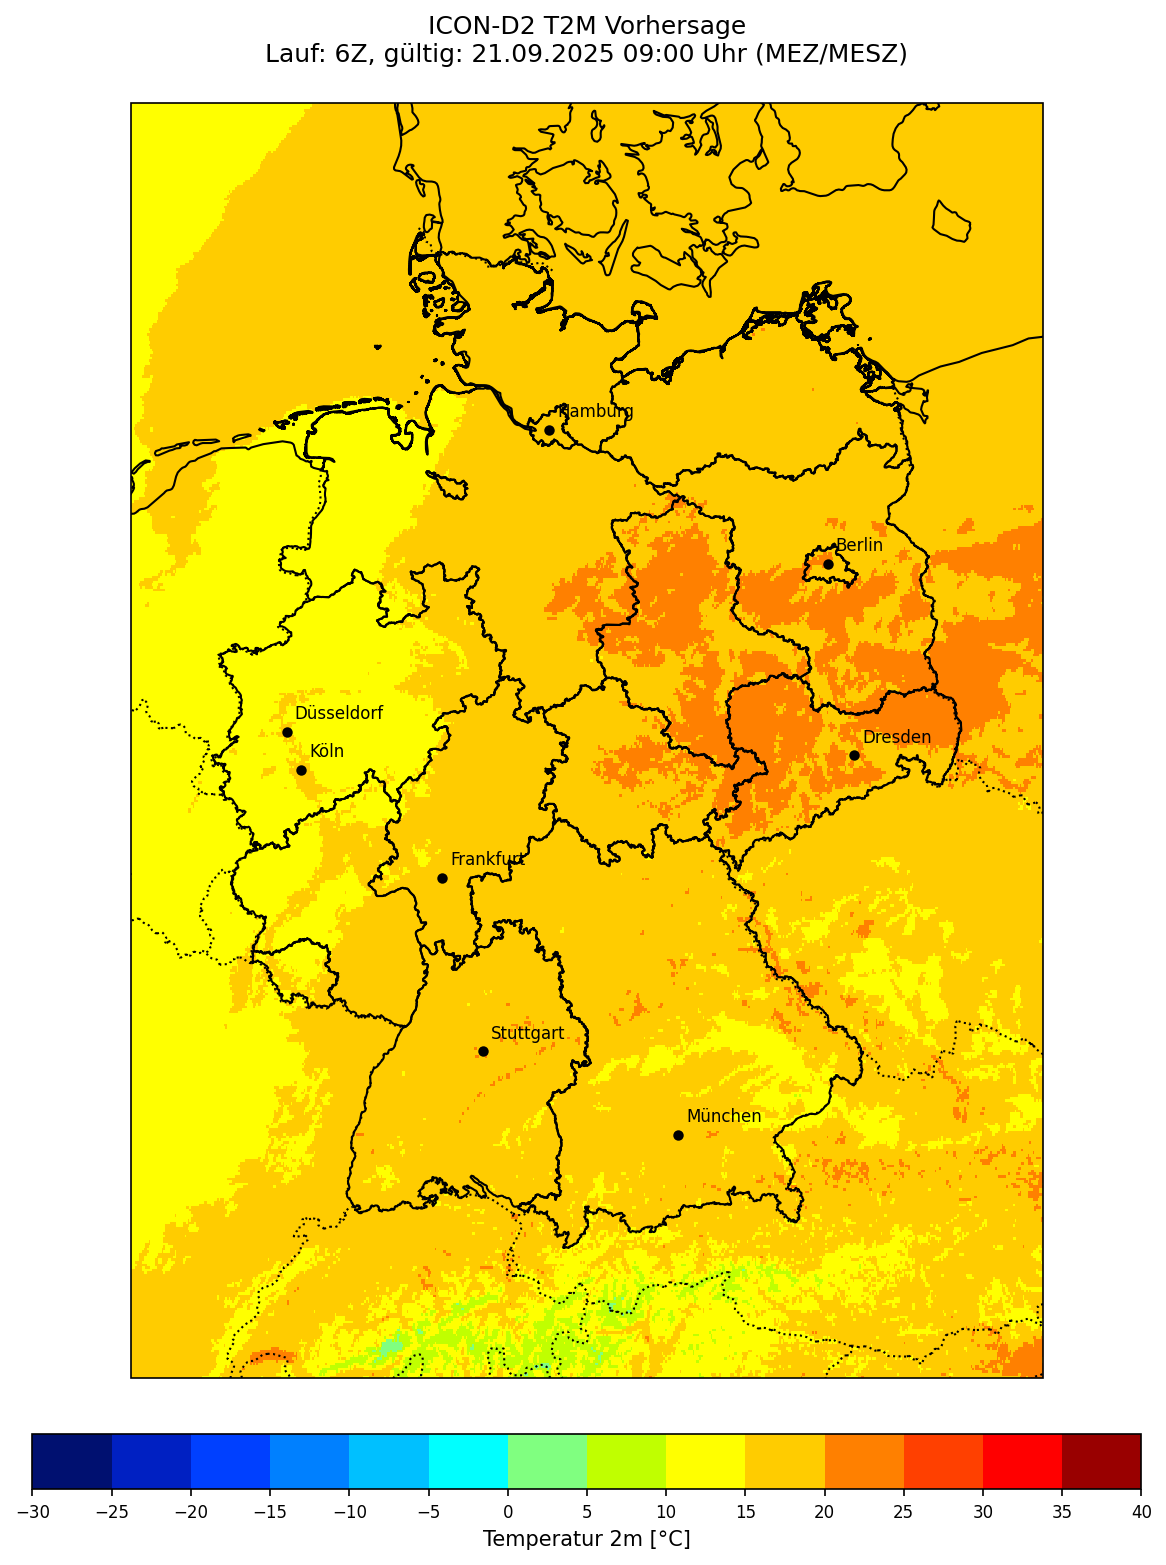 ICON-D2 T2M Vorhersage
Lauf: 6Z, gültig: 21.09.2025 09:00 Uhr (MEZ/MESZ)
Hamburg
Berlin
Düsseldorf
Dresden
Köln
Frankfurt
Stuttgart
München
−30 −25 −20 −15 −10 −5 0 5 10 15 20 25 30 35 40
Temperatur 2m [°C]